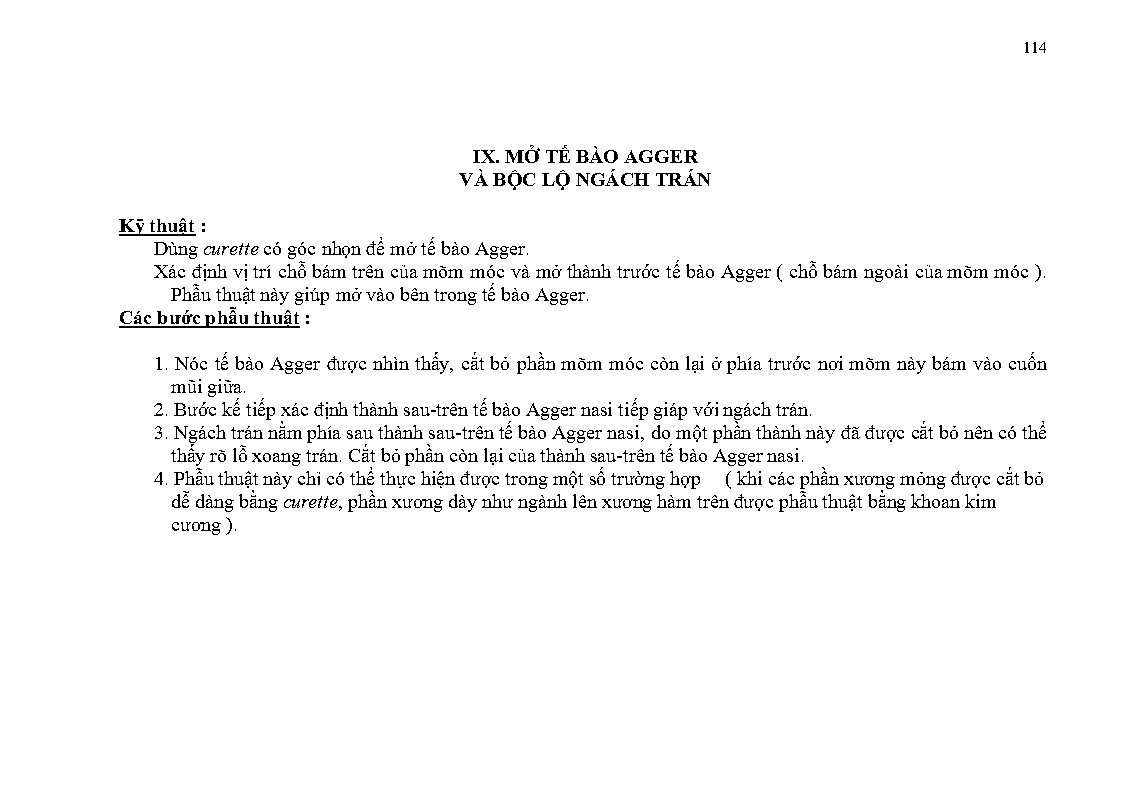 114
IX. MỞ TẾ BÀO AGGER
VÀ BỘC LỘ NGÁCH TRÁN
Kỹ thuật :
Dùng curette có góc nhọn để mở tế bào Agger.
Xác định vị trí chỗ bám trên của mõm móc và mở thành trước tế bào Agger ( chỗ bám ngoài của mõm móc ).
Phẫu thuật này giúp mở vào bên trong tế bào Agger.
Các bước phẫu thuật :
1. Nóc tế bào Agger được nhìn thấy, cắt bỏ phần mõm móc còn lại ở phía trước nơi mõm này bám vào cuốn
mũi giữa.
2. Bước kế tiếp xác định thành sau-trên tế bào Agger nasi tiếp giáp với ngách trán.
3. Ngách trán nằm phía sau thành sau-trên tế bào Agger nasi, do một phần thành này đã được cắt bỏ nên có thể
thấy rõ lỗ xoang trán. Cắt bỏ phần còn lại của thành sau-trên tế bào Agger nasi.
4. Phẫu thuật này chỉ có thể thực hiện được trong một số trường hợp ( khi các phần xương mỏng được cắt bỏ
dễ dàng bằng curette, phần xương dày như ngành lên xương hàm trên được phẫu thuật bằng khoan kim
cương ).